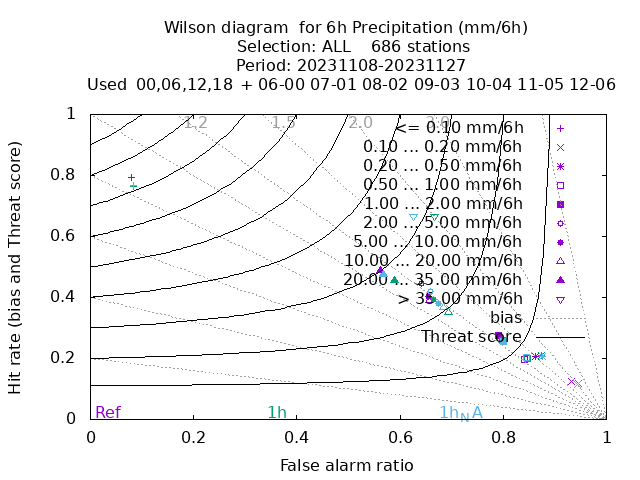 Wilson diagram  for 6h Precipitation (mm/6h)
Selection: ALL    686 stations
Period: 20231108-20231127
Used  00,06,12,18  + 06-00 07-01 08-02 09-03 10-04 11-05 12-06
Hit rate (bias and Threat score)
1
0.8
0.6
0.4
0.2
0
1.2
1.5
2.0
3.0
<= 0.10 mm/6h
0.10 ... 0.20 mm/6h
0.20 ... 0.50 mm/6h
0.50 ... 1.00 mm/6h
1.00 ... 2.00 mm/6h
2.00 ... 5.00 mm/6h
5.00 ... 10.00 mm/6h
10.00 ... 20.00 mm/6h
20.00 ... 35.00 mm/6h
> 35.00 mm/6h
bias
Threat score
Ref 1h 1hNA
0 0.2 0.4 0.6 0.8 1
False alarm ratio